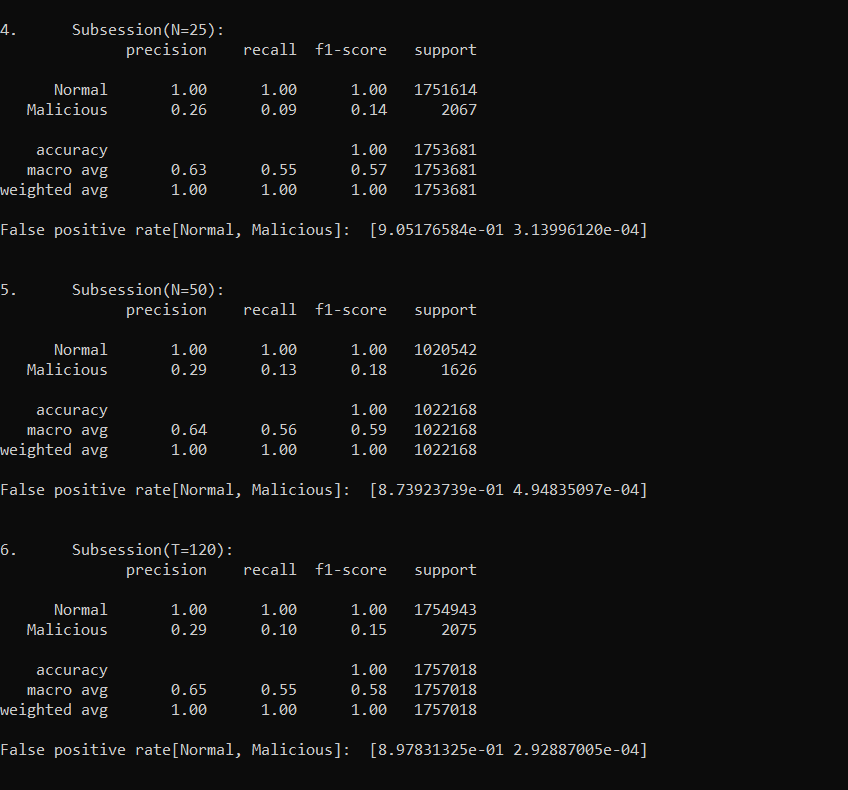 4.      Subsession(N=25):
              precision    recall  f1-score   support
      Normal       1.00      1.00      1.00   1751614
   Malicious       0.26      0.09      0.14      2067
    accuracy                           1.00   1753681
   macro avg       0.63      0.55      0.57   1753681
weighted avg       1.00      1.00      1.00   1753681
False positive rate[Normal, Malicious]:  [9.05176584e-01 3.13996120e-04]
5.      Subsession(N=50):
              precision    recall  f1-score   support
      Normal       1.00      1.00      1.00   1020542
   Malicious       0.29      0.13      0.18      1626
    accuracy                           1.00   1022168
   macro avg       0.64      0.56      0.59   1022168
weighted avg       1.00      1.00      1.00   1022168
False positive rate[Normal, Malicious]:  [8.73923739e-01 4.94835097e-04]
6.      Subsession(T=120):
              precision    recall  f1-score   support
      Normal       1.00      1.00      1.00   1754943
   Malicious       0.29      0.10      0.15      2075
    accuracy                           1.00   1757018
   macro avg       0.65      0.55      0.58   1757018
weighted avg       1.00      1.00      1.00   1757018
False positive rate[Normal, Malicious]:  [8.97831325e-01 2.92887005e-04]